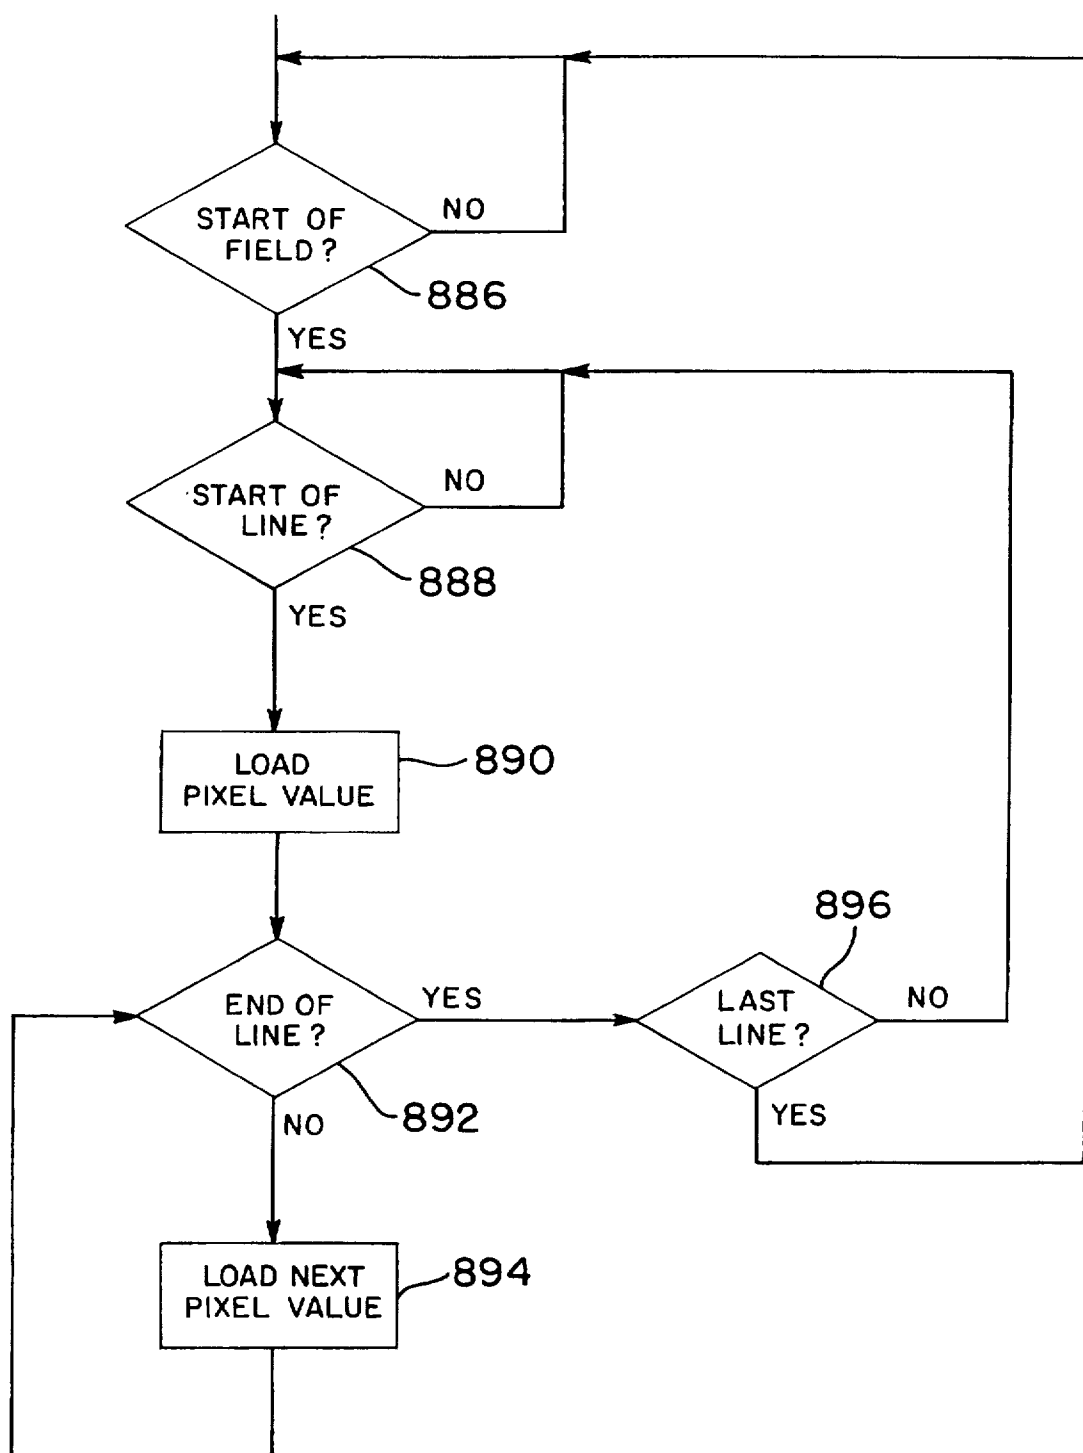 START OF
FIELD?
NO
886
YES
START OF
LINE?
NO
888
YES
LOAD
PIXEL VALUE
890
896
END OF
LINE?
YES
LAST
LINE?
NO
892
NO
YES
LOAD NEXT
PIXEL VALUE
894